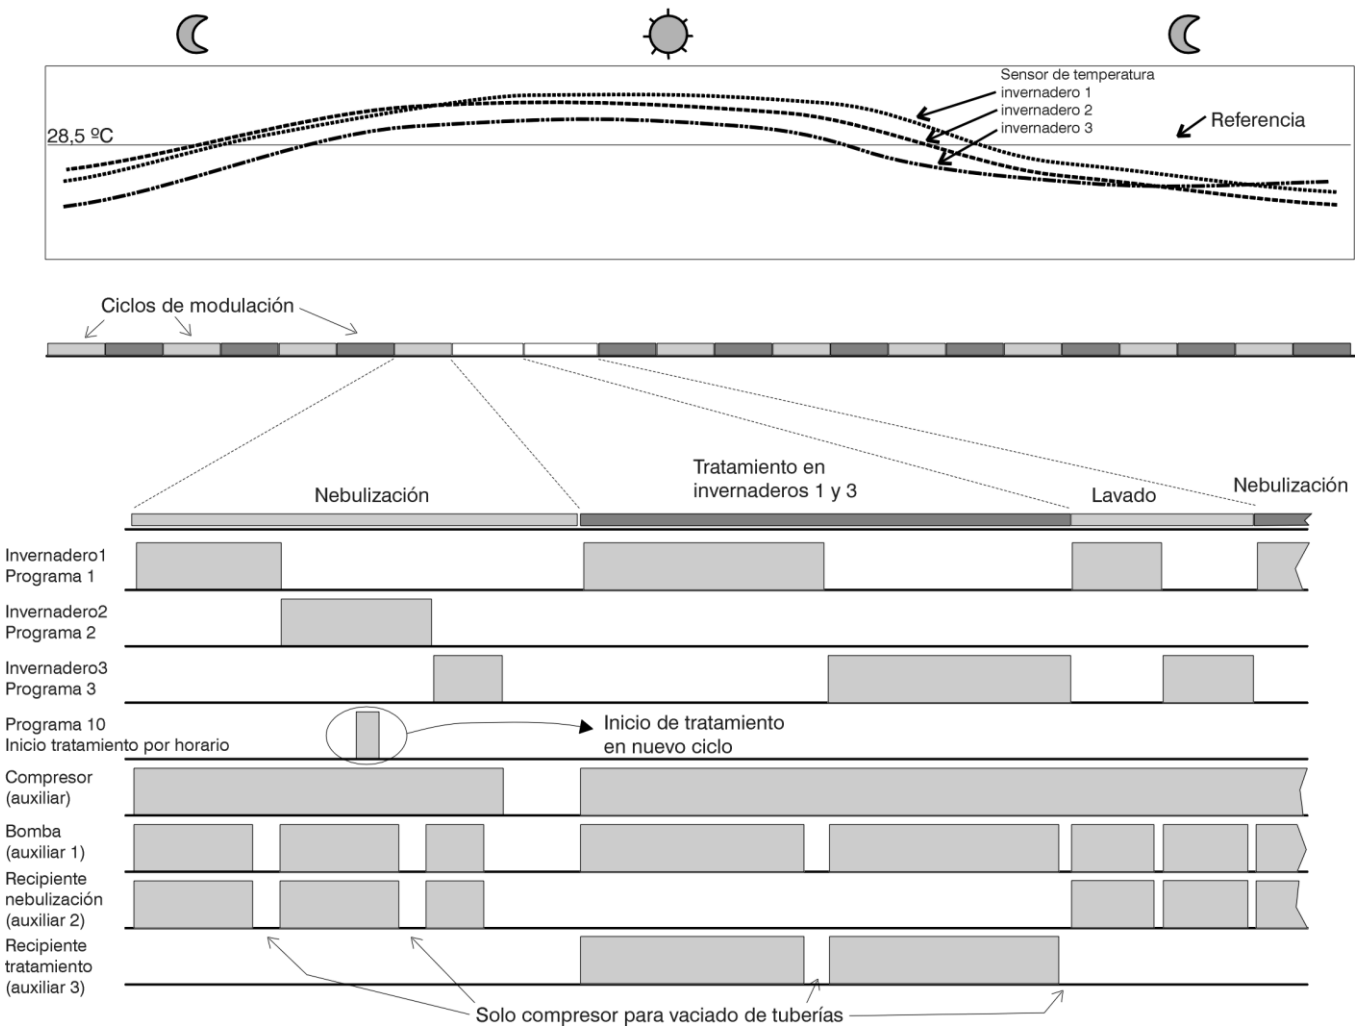 Sensor de temperatura
invernadero 1
invernadero 2
invernadero 3
Referencia
28,5 ºC
Ciclos de modulación
Nebulización
Tratamiento en
invernaderos 1 y 3
Lavado
Nebulización
Invernadero1
Programa 1
Invernadero2
Programa 2
Invernadero3
Programa 3
Programa 10
Inicio tratamiento por horario
Inicio de tratamiento
en nuevo ciclo
Compresor
(auxiliar)
Bomba
(auxiliar 1)
Recipiente
nebulización
(auxiliar 2)
Recipiente
tratamiento
(auxiliar 3)
Solo compresor para vaciado de tuberías